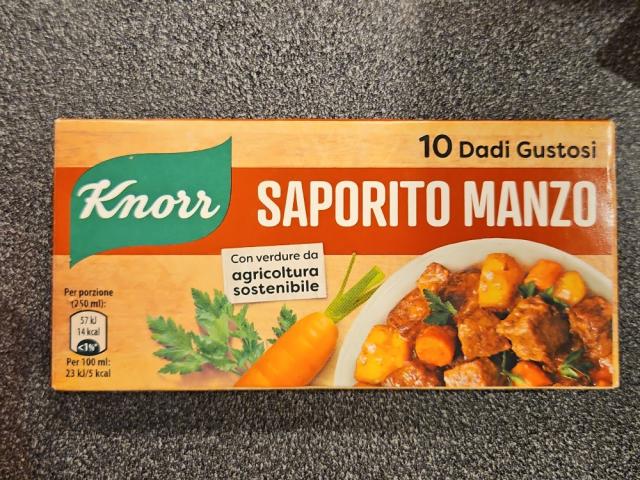 10 Dadi Gustosi
Knorr
SAPORITO MANZO
Con verdure da
agricoltura
sostenibile
Per porzione
(250 ml):
57 kJ
14 kcal
<1%*
Per 100 ml:
23 kJ/5 kcal